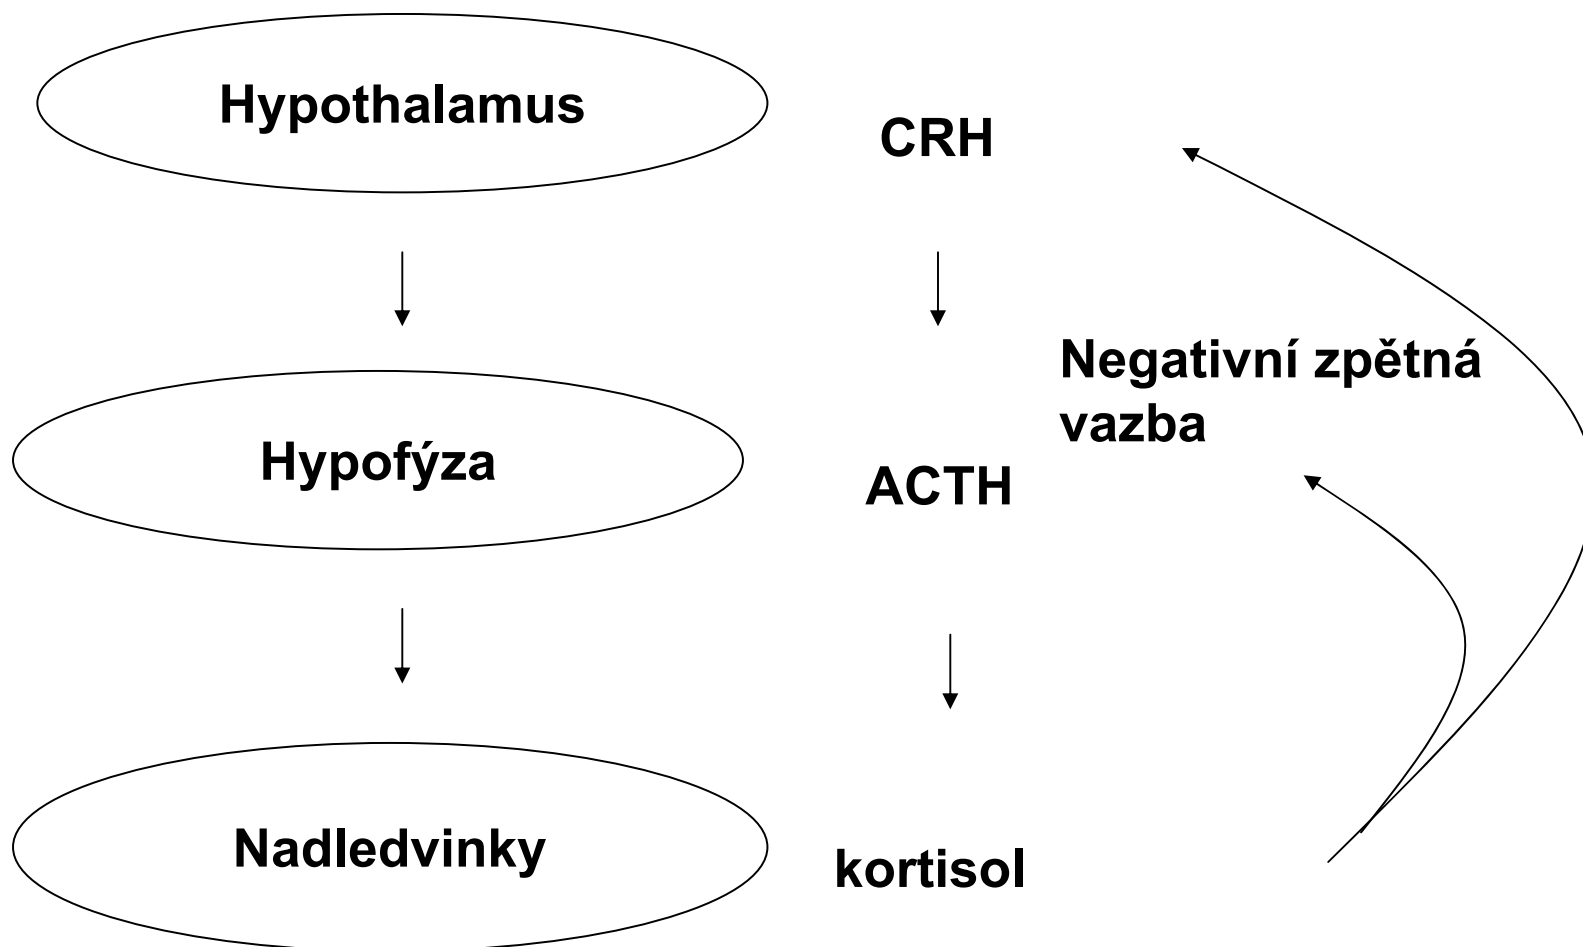 Hypothalamus
CRH
Negativní zpětná
vazba
Hypofýza
ACTH
Nadledvinky
kortisol